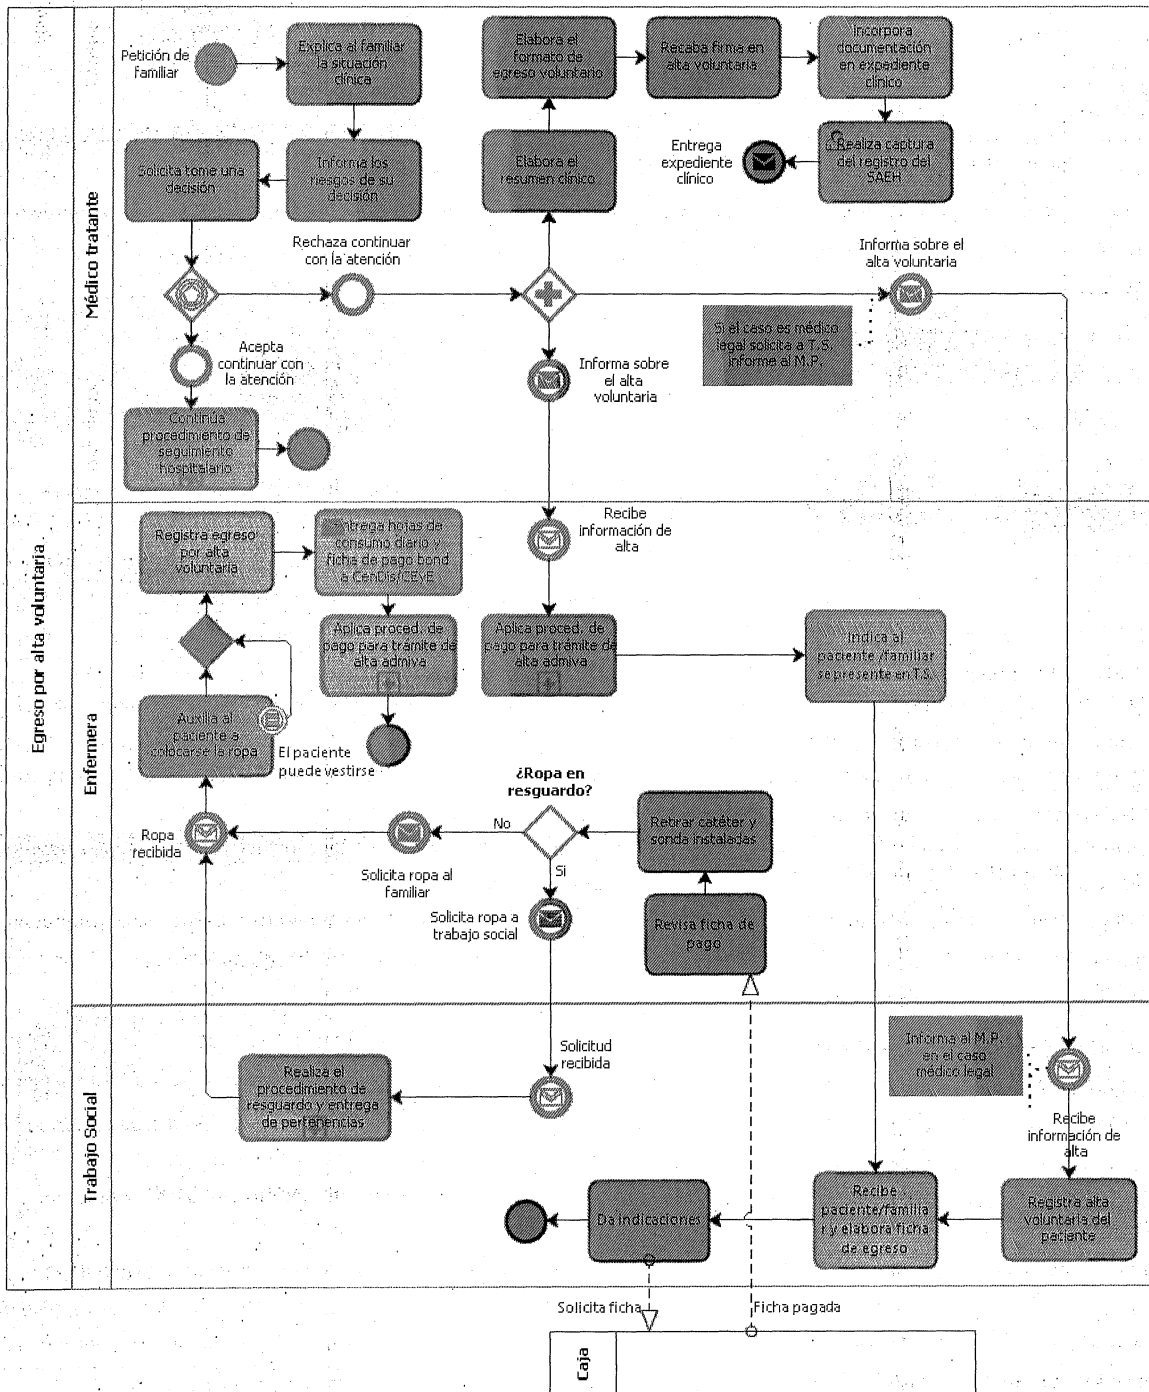 Egreso por alta voluntaria
Médico tratante
Petición de
familiar
Explica al familiar
la situación
clínica
Elabora el
formato de
egreso voluntario
Recaba firma en
alta voluntaria
Incorpora
documentación
en expediente
clínico
Solicita tome una
decisión
Informa los
riesgos de su
decisión
Elabora el
resumen clínico
Entrega
expediente
clínico
Realiza captura
del registro del
SAEH
Rechaza continuar
con la atención
Informa sobre el
alta voluntaria
Si el caso es médico
legal solicita a T.S.
informe al M.P.
Acepta
continuar con
la atención
Informa sobre
el alta
voluntaria
Continúa
procedimiento de
seguimiento
hospitalario
Enfermera
Registra egreso
por alta
voluntaria
Entrega hojas de
consumo diario y
ficha de pago bond
a CenDis/CEyE
Recibe
información de
alta
Aplica proced. de
pago para trámite de
alta admiva
Aplica proced. de
pago para trámite de
alta admiva
Indica al
paciente /familiar
se presente en T.S.
Auxilia al
paciente a
colocarse la ropa
El paciente
puede vestirse
¿Ropa en
resguardo?
Retirar catéter y
sonda instaladas
No
Ropa
recibida
Solicita ropa al
familiar
Si
Solicita ropa a
trabajo social
Revisa ficha de
pago
Trabajo Social
Realiza el
procedimiento de
resguardo y entrega
de pertenencias
Solicitud
recibida
Informa al M.P.
en el caso
médico legal
Recibe
información de
alta
Da indicaciones
Recibe
paciente/familia
r y elabora ficha
de egreso
Registra alta
voluntaria del
paciente
Solicita ficha
Ficha pagada
Caja